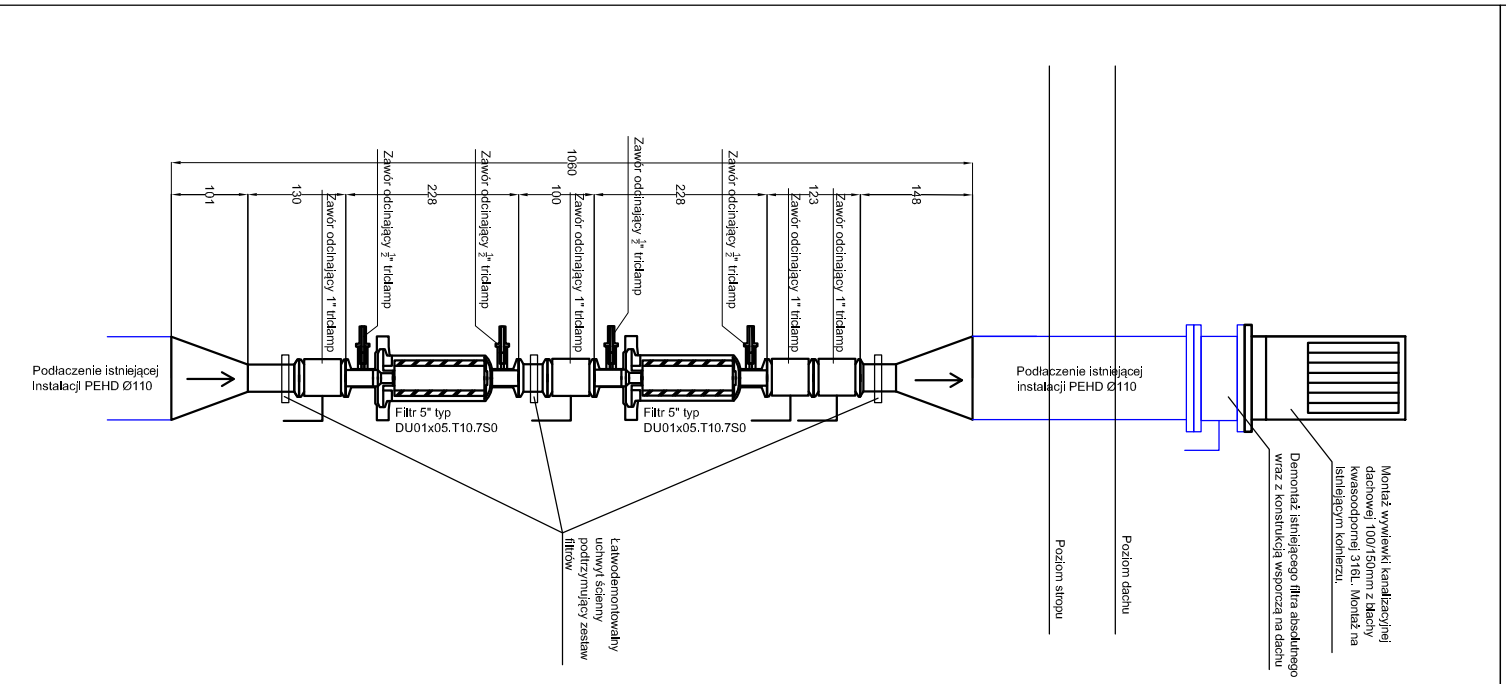 1060
101
130
228
100
228
123
148
Zawór odcinający 1" triclamp
Zawór odcinający ½" triclamp
Zawór odcinający ½" triclamp
Zawór odcinający 1" triclamp
Zawór odcinający ½" triclamp
Zawór odcinający ½" triclamp
Zawór odcinający 1" triclamp
Zawór odcinający 1" triclamp
Podłączenie istniejącej
instalacji PEHD Ø110
Filtr 5" typ
DU01x05.T10.7S0
Filtr 5" typ
DU01x05.T10.7S0
Podłączenie istniejącej
instalacji PEHD Ø110
Łatwodemontowalny
uchwyt ścienny
podtrzymujący zestaw
filtrów
Poziom stropu
Poziom dachu
Demontaż istniejącego filtra absolutnego
wraz z konstrukcją wsporczą na dachu
Montaż wywiewki kanalizacyjnej
dachowej 100/150mm z blachy
kwasoodpornej 316L. Montaż na
istniejącym kołnierzu.